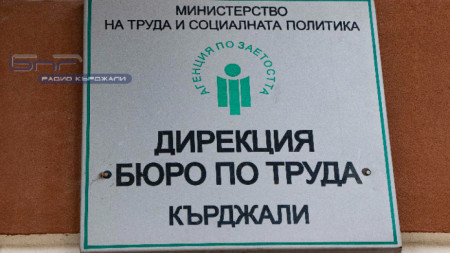 МИНИСТЕРСТВО
НА ТРУДА И СОЦИАЛНАТА ПОЛИТИКА
БНР
РАДИО КЪРДЖАЛИ
АГЕНЦИЯ ПО ЗАЕТОСТТА
ДИРЕКЦИЯ
БЮРО ПО ТРУДА
КЪРДЖАЛИ